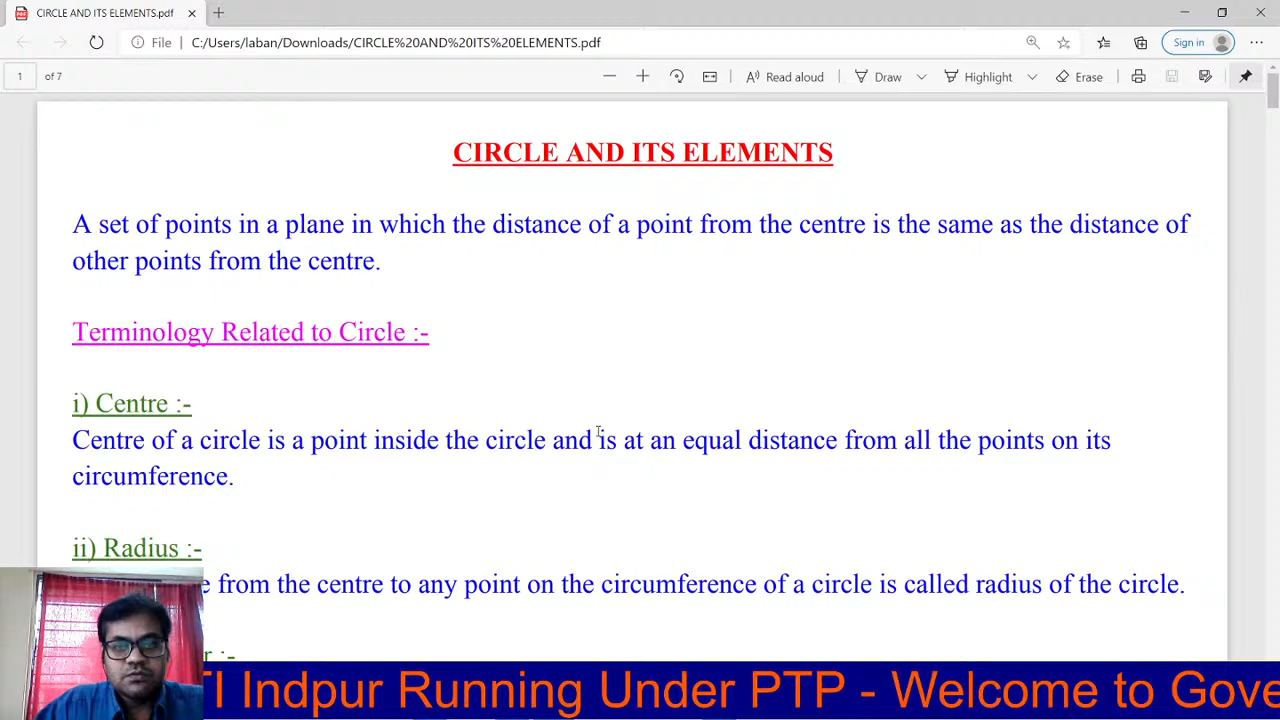 CIRCLE AND ITS ELEMENTS.pdf
File
C:/Users/laban/Downloads/CIRCLE%20AND%20ITS%20ELEMENTS.pdf
Sign in
1 of 7
Read aloud
Draw
Highlight
Erase
CIRCLE AND ITS ELEMENTS
A set of points in a plane in which the distance of a point from the centre is the same as the distance of
other points from the centre.
Terminology Related to Circle :-
i) Centre :-
Centre of a circle is a point inside the circle and is at an equal distance from all the points on its
circumference.
ii) Radius :-
from the centre to any point on the circumference of a circle is called radius of the circle.
Indpur Running Under PTP - Welcome to Gove